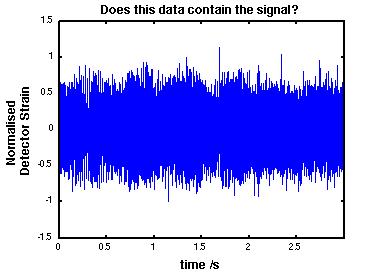 Does this data contain the signal?
1.5
1
0.5
0
-0.5
-1
-1.5
Normalised
Detector Strain
0 0.5 1 1.5 2 2.5
time /s